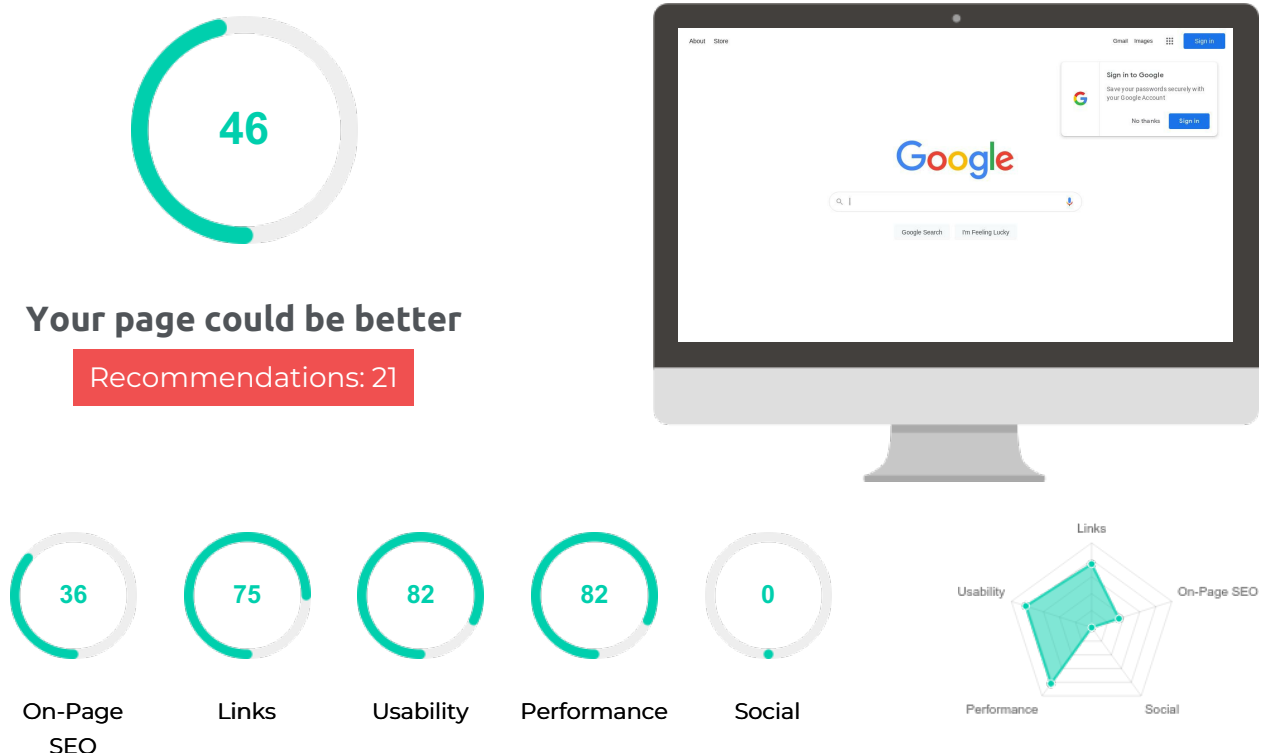 46
Your page could be better
Recommendations: 21
About Store
Gmail Images
Sign in
Sign in to Google
Save your passwords securely with
your Google Account
No thanks
Sign in
Google
Google Search
I'm Feeling Lucky
36
75
82
82
0
On-Page
SEO
Links
Usability
Performance
Social
Links
Usability
On-Page SEO
Performance
Social